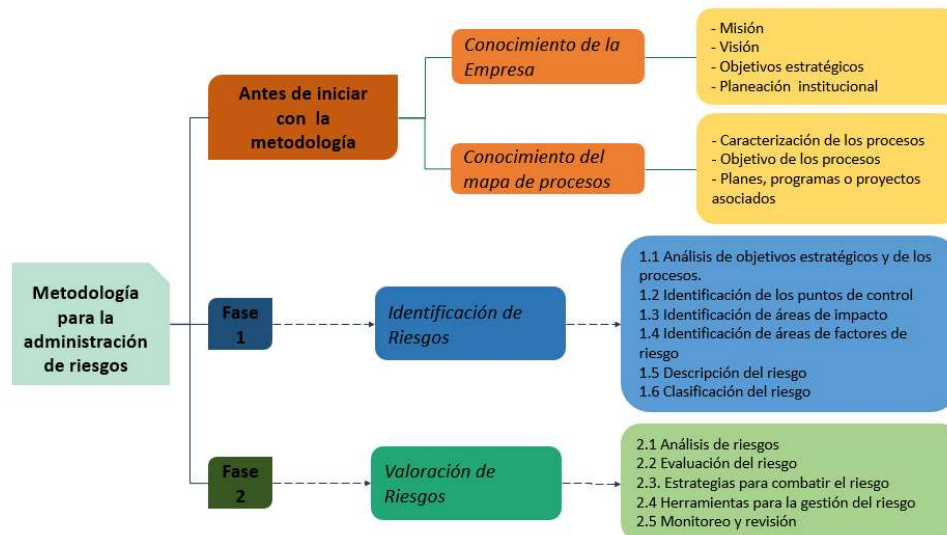 Metodología
para la
administración
de riesgos
Antes de iniciar
con la
metodología
Conocimiento de la
Empresa
- Misión
- Visión
- Objetivos estratégicos
- Planeación institucional
Conocimiento del
mapa de procesos
- Caracterización de los procesos
- Objetivo de los procesos
- Planes, programas o proyectos
asociados
Fase
1
Identificación de
Riesgos
1.1 Análisis de objetivos estratégicos y de los
procesos.
1.2 Identificación de los puntos de control
1.3 Identificación de áreas de impacto
1.4 Identificación de áreas de factores de
riesgo
1.5 Descripción del riesgo
1.6 Clasificación del riesgo
Fase
2
Valoración de
Riesgos
2.1 Análisis de riesgos
2.2 Evaluación del riesgo
2.3. Estrategias para combatir el riesgo
2.4 Herramientas para la gestión del riesgo
2.5 Monitoreo y revisión